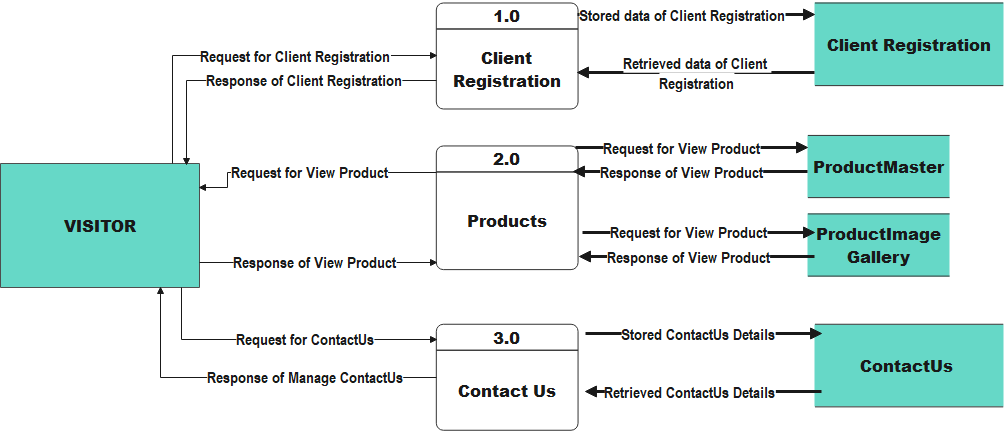 1.0
Stored data of Client Registration
Client Registration
Request for Client Registration
Client
Registration
Retrieved data of Client
Registration
Response of Client Registration
2.0
Request for View Product
ProductMaster
Request for View Product
Response of View Product
VISITOR
Products
Request for View Product
ProductImage
Gallery
Response of View Product
Response of View Product
3.0
Request for ContactUs
Stored ContactUs Details
ContactUs
Response of Manage ContactUs
Contact Us
Retrieved ContactUs Details